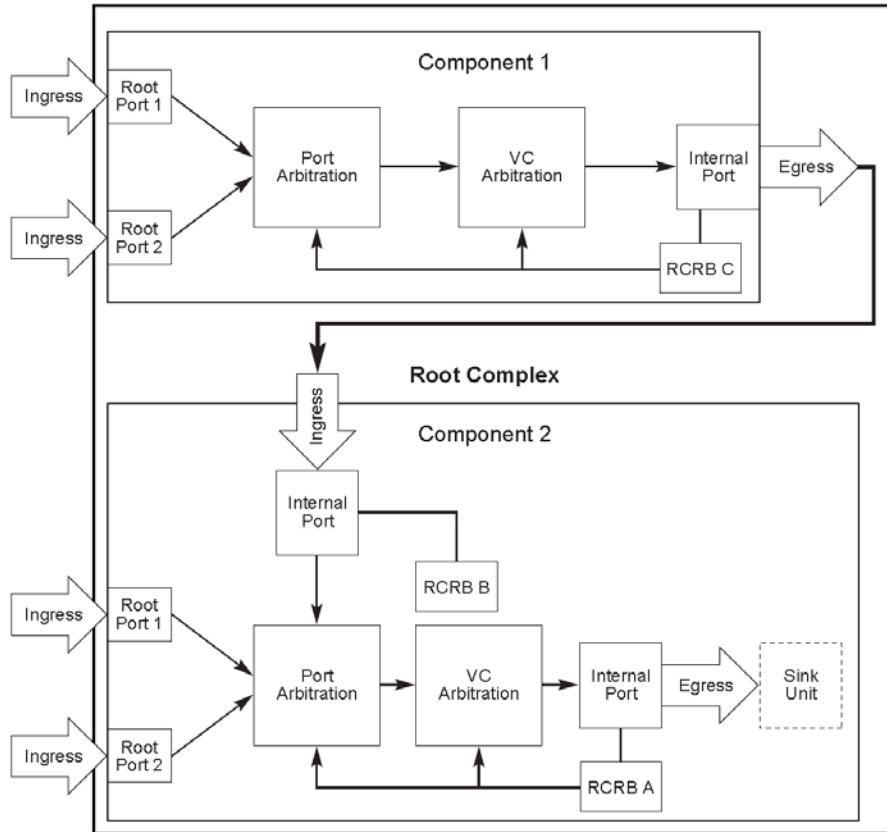 Component 1
Ingress
Root
Port 1
Port
Arbitration
VC
Arbitration
Internal
Port
Egress
Ingress
Root
Port 2
RCRB C
Root Complex
Ingress
Component 2
Internal
Port
RCRB B
Ingress
Root
Port 1
Port
Arbitration
VC
Arbitration
Internal
Port
Egress
Sink
Unit
Ingress
Root
Port 2
RCRB A